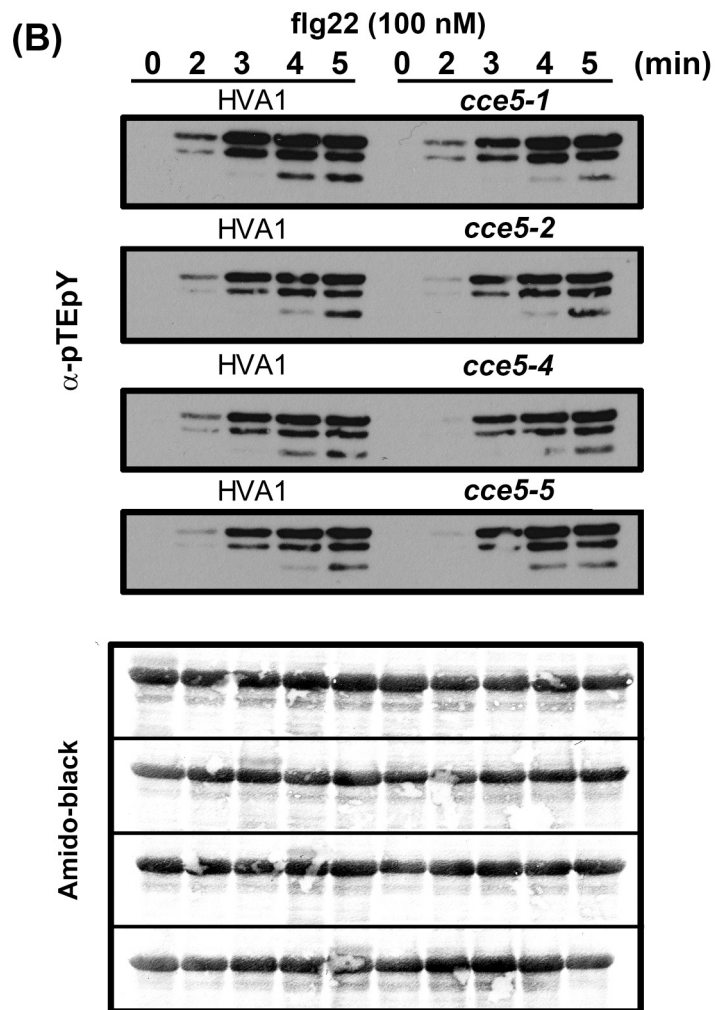 (B)
flg22 (100 nM)
0 2 3 4 5 0 2 3 4 5 (min)
HVA1 cce5-1
HVA1 cce5-2
HVA1 cce5-4
HVA1 cce5-5
α-pTEpY
Amido-black